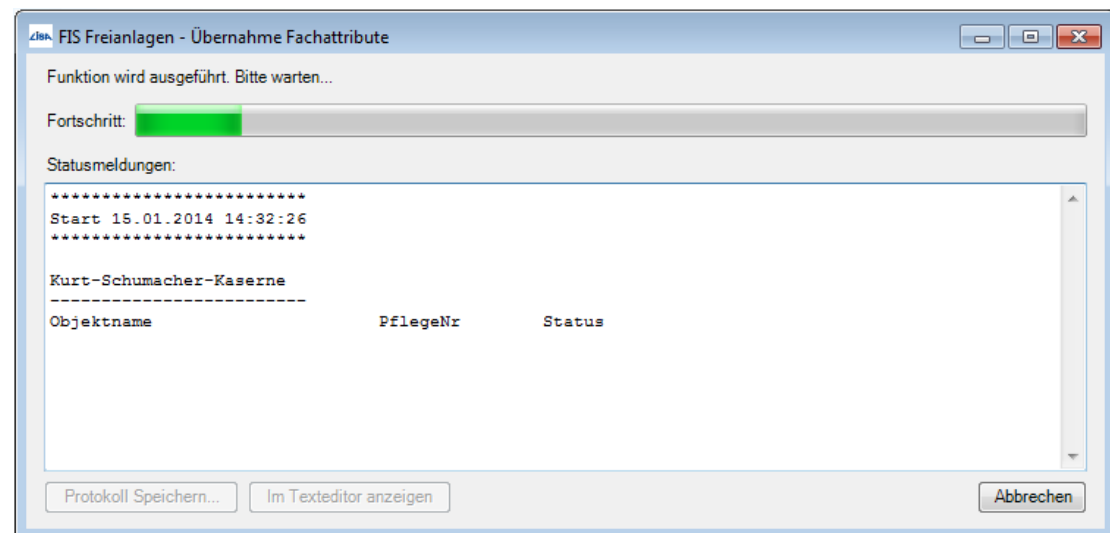 LISA FIS Freianlagen - Übernahme Fachattribute
Funktion wird ausgeführt. Bitte warten...
Fortschritt:
Statusmeldungen:
*************************
Start 15.01.2014 14:32:26
*************************
Kurt-Schumacher-Kaserne
-------------------------
Objektname PflegeNr Status
Protokoll Speichern... Im Texteditor anzeigen Abbrechen